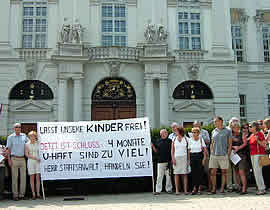 LASST UNSERE KINDER FREI!
JETZT IST SCHLUSS. 4 MONATE
U-HAFT SIND ZU VIEL!
HERR STAATSANWALT, HANDELN SIE!